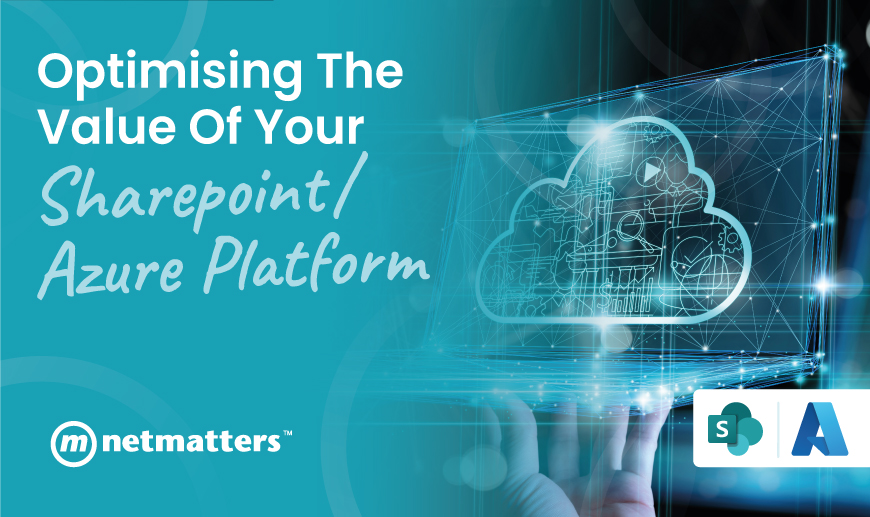 Optimising The
Value Of Your
Sharepoint/
Azure Platform
m netmatters™
S